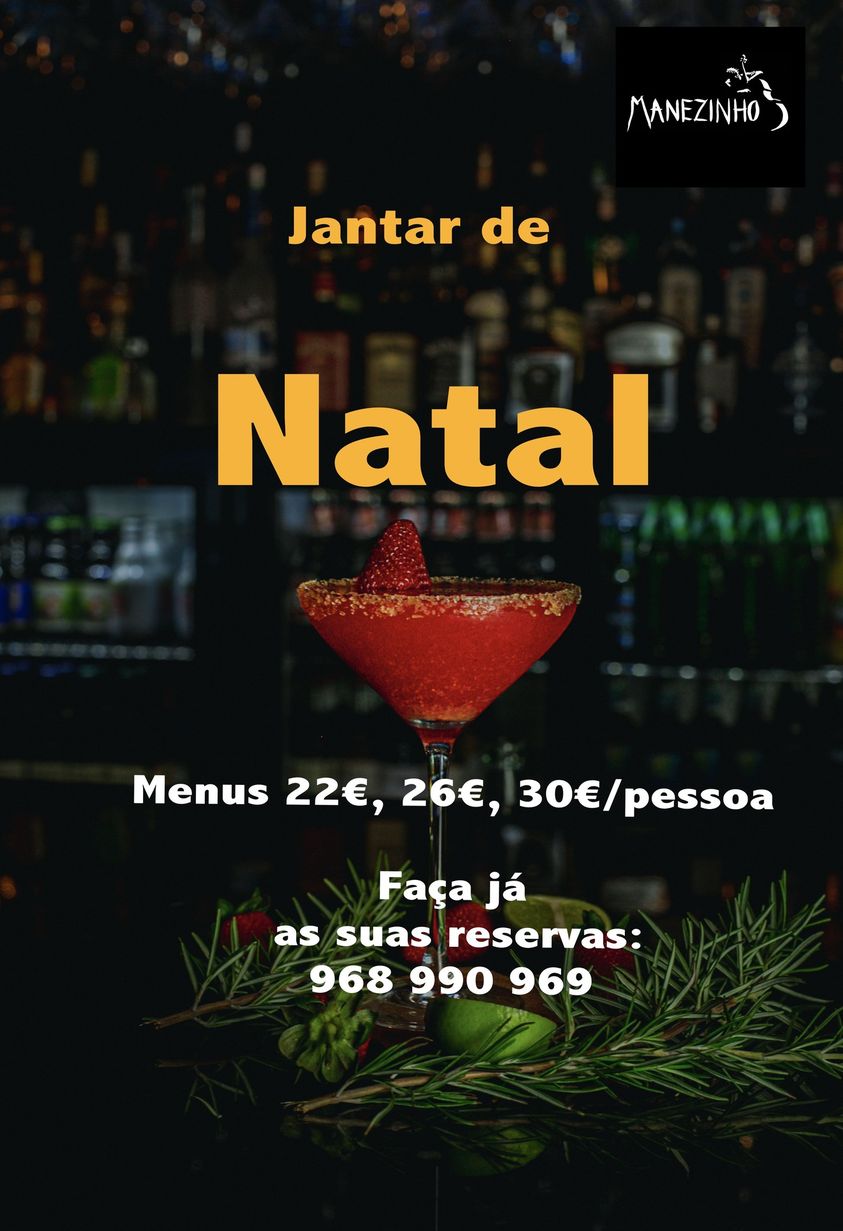 MANEZINHO
Jantar de
Natal
Menus 22€, 26€, 30€/pessoa
Faça já
as suas reservas:
968 990 969